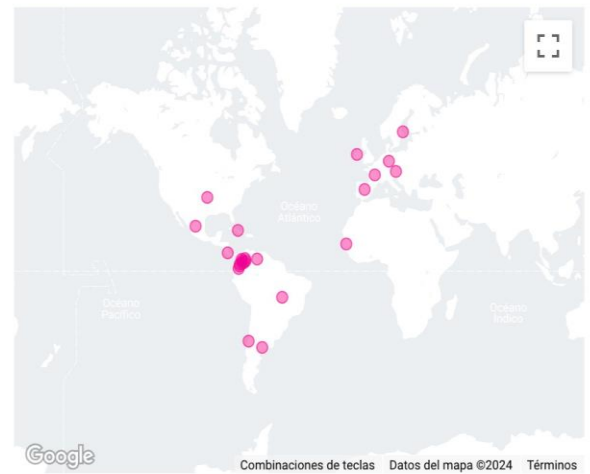 Océano
Atlántico
Océano
Pacífico
Océano
Índico
Google
Combinaciones de teclas Datos del mapa ©2024 Términos